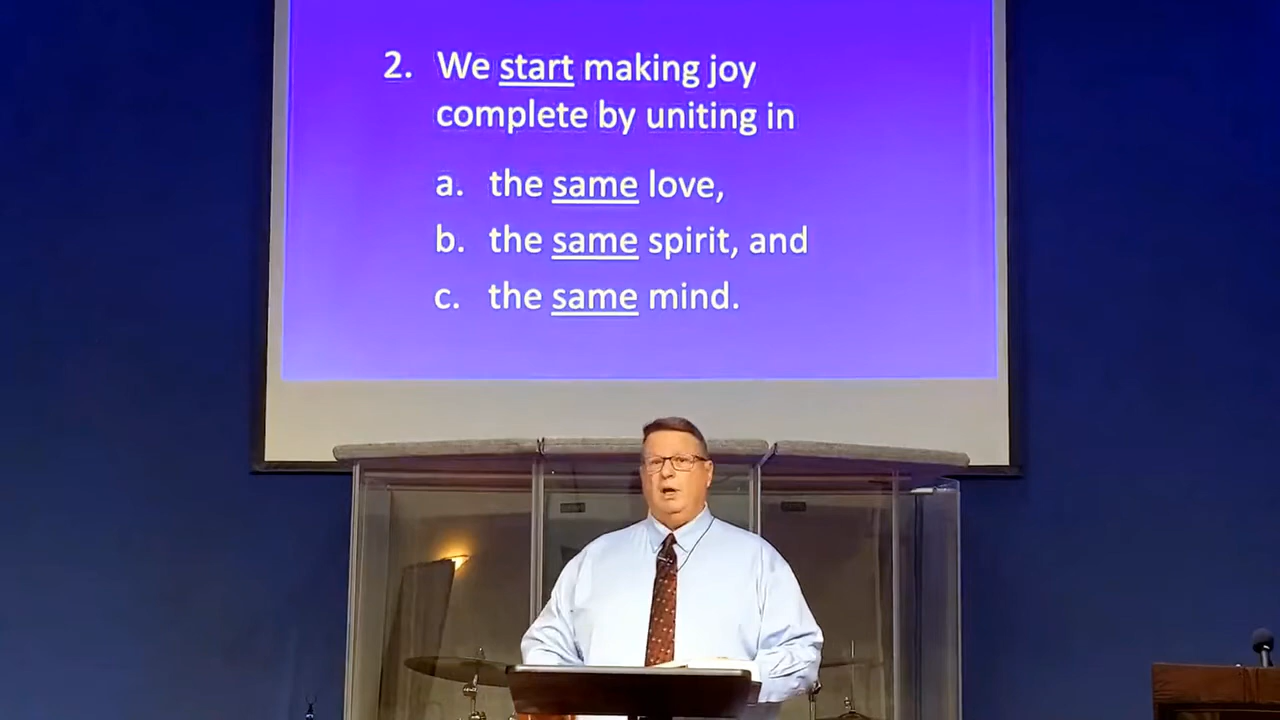 2. We start making joy
complete by uniting in
a. the same love,
b. the same spirit, and
c. the same mind.